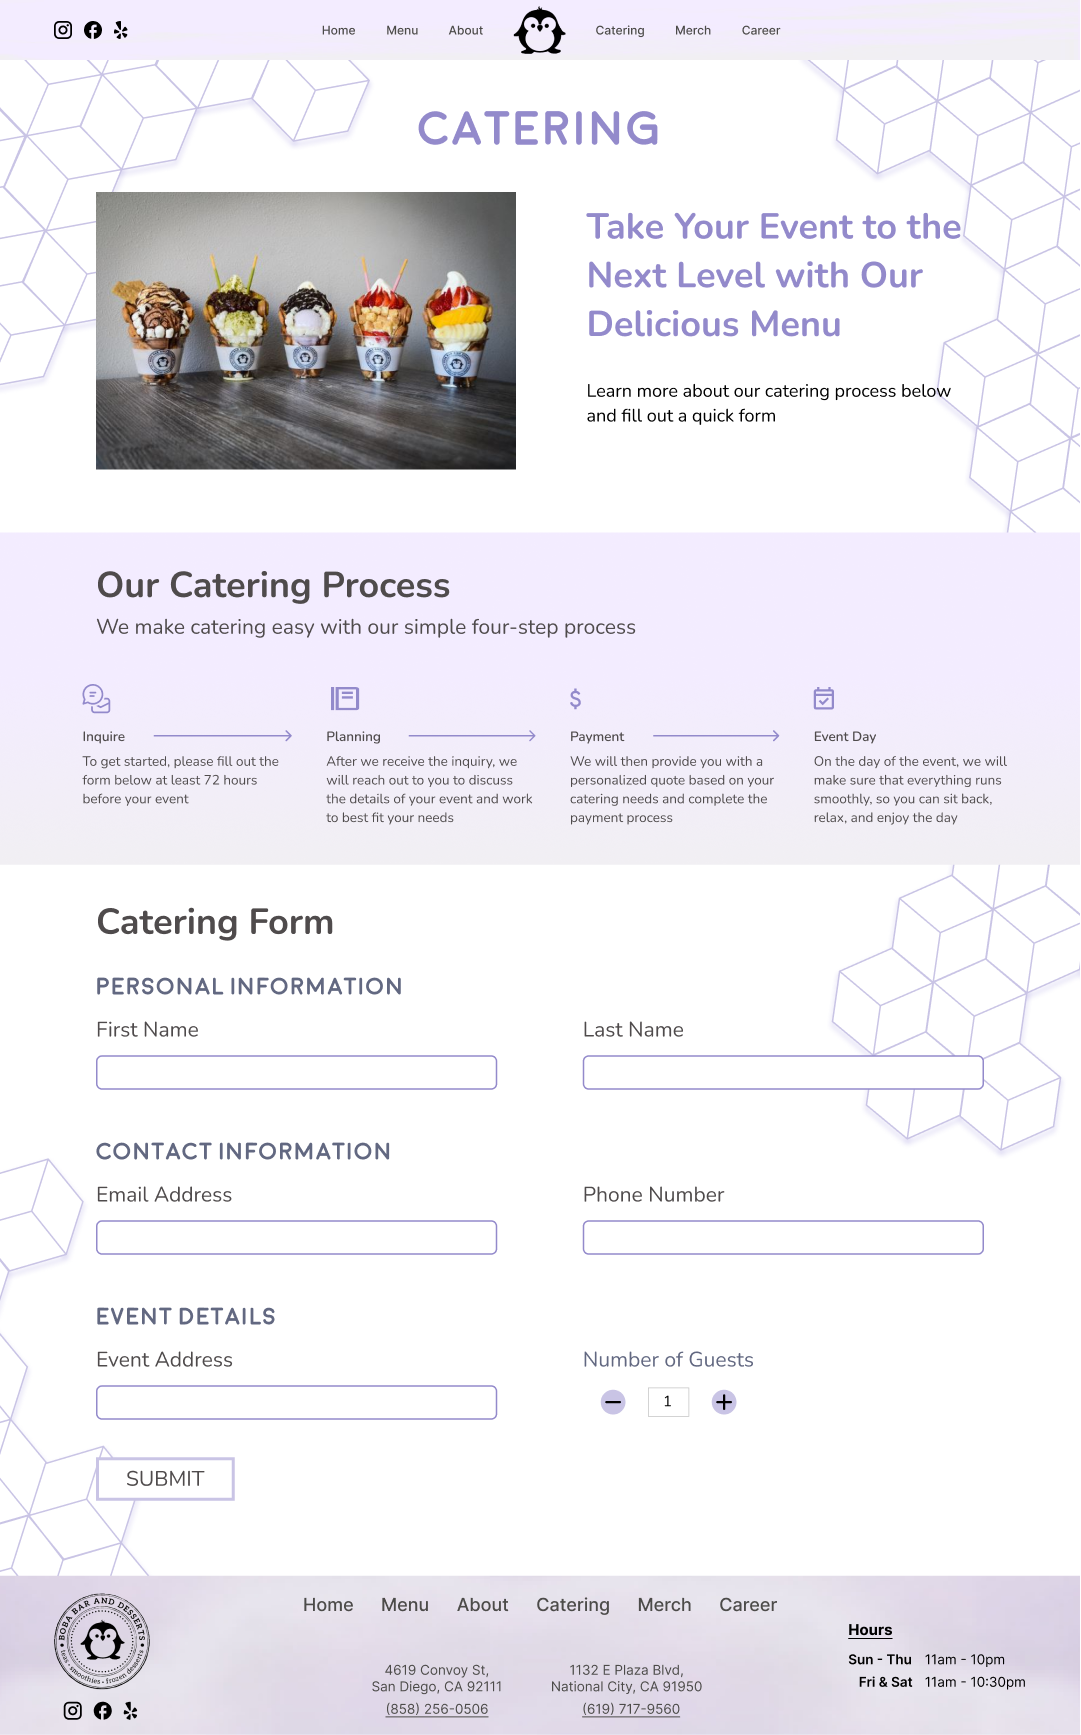 Home Menu About Catering Merch Career
CATERING
Take Your Event to the
Next Level with Our
Delicious Menu
Learn more about our catering process below
and fill out a quick form
Our Catering Process
We make catering easy with our simple four-step process
Inquire
To get started, please fill out the
form below at least 72 hours
before your event
Planning
After we receive the inquiry, we
will reach out to you to discuss
the details of your event and work
to best fit your needs
$
Payment
We will then provide you with a
personalized quote based on your
catering needs and complete the
payment process
Event Day
On the day of the event, we will
make sure that everything runs
smoothly, so you can sit back,
relax, and enjoy the day
Catering Form
PERSONAL INFORMATION
First Name
Last Name
CONTACT INFORMATION
Email Address
Phone Number
EVENT DETAILS
Event Address
Number of Guests
1
SUBMIT
BOBA BAR AND DESSERTS
teas • smoothies • frozen desserts
Home Menu About Catering Merch Career
4619 Convoy St,
San Diego, CA 92111
(858) 256-0506
1132 E Plaza Blvd,
National City, CA 91950
(619) 717-9560
Hours
Sun - Thu 11am - 10pm
Fri & Sat 11am - 10:30pm